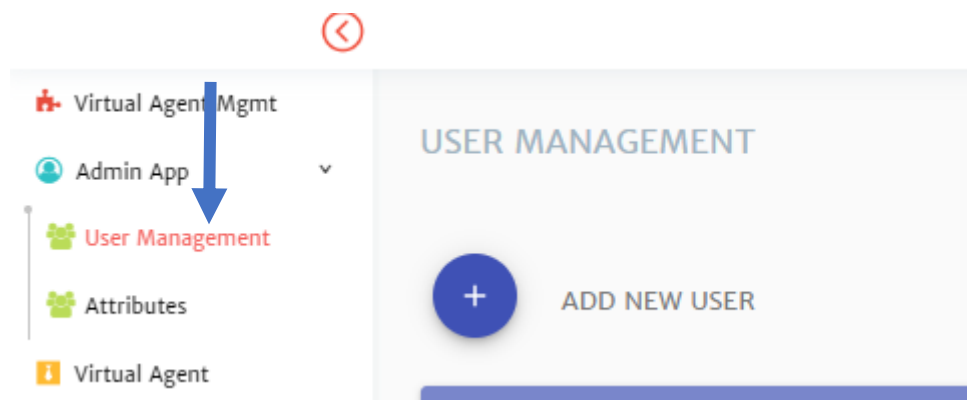 Virtual Agent Mgmt
USER MANAGEMENT
Admin App
User Management
ADD NEW USER
Attributes
Virtual Agent